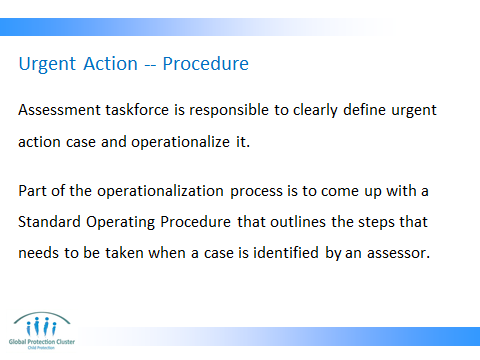 Urgent Action -- Procedure
Assessment taskforce is responsible to clearly define urgent
action case and operationalize it.
Part of the operationalization process is to come up with a
Standard Operating Procedure that outlines the steps that
needs to be taken when a case is identified by an assessor.
Global Protection Cluster
Child Protection